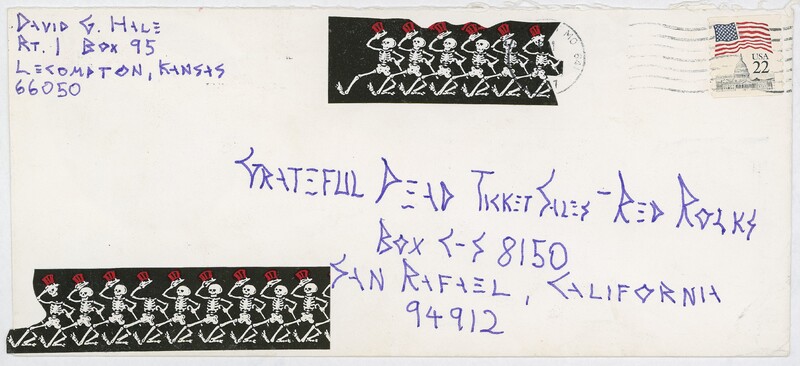 David G. Hale
Rt. 1 Box 95
Lecompton, Kansas
66050
MO
USA
22
Grateful Dead Ticket Sales - Red Rocks
Box C-S 8150
San Rafael, California
94912